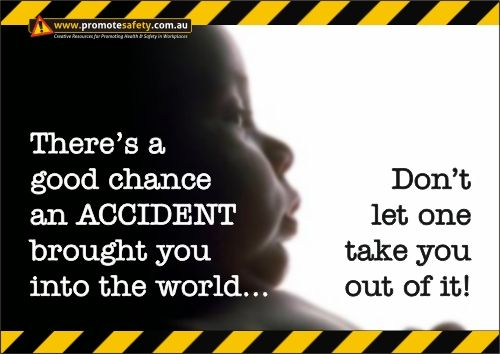 www.promotesafety.com.au
Creative Resources for Promoting Health & Safety in Workplaces
There's a
good chance
an ACCIDENT
brought you
into the world...
Don't
let one
take you
out of it!